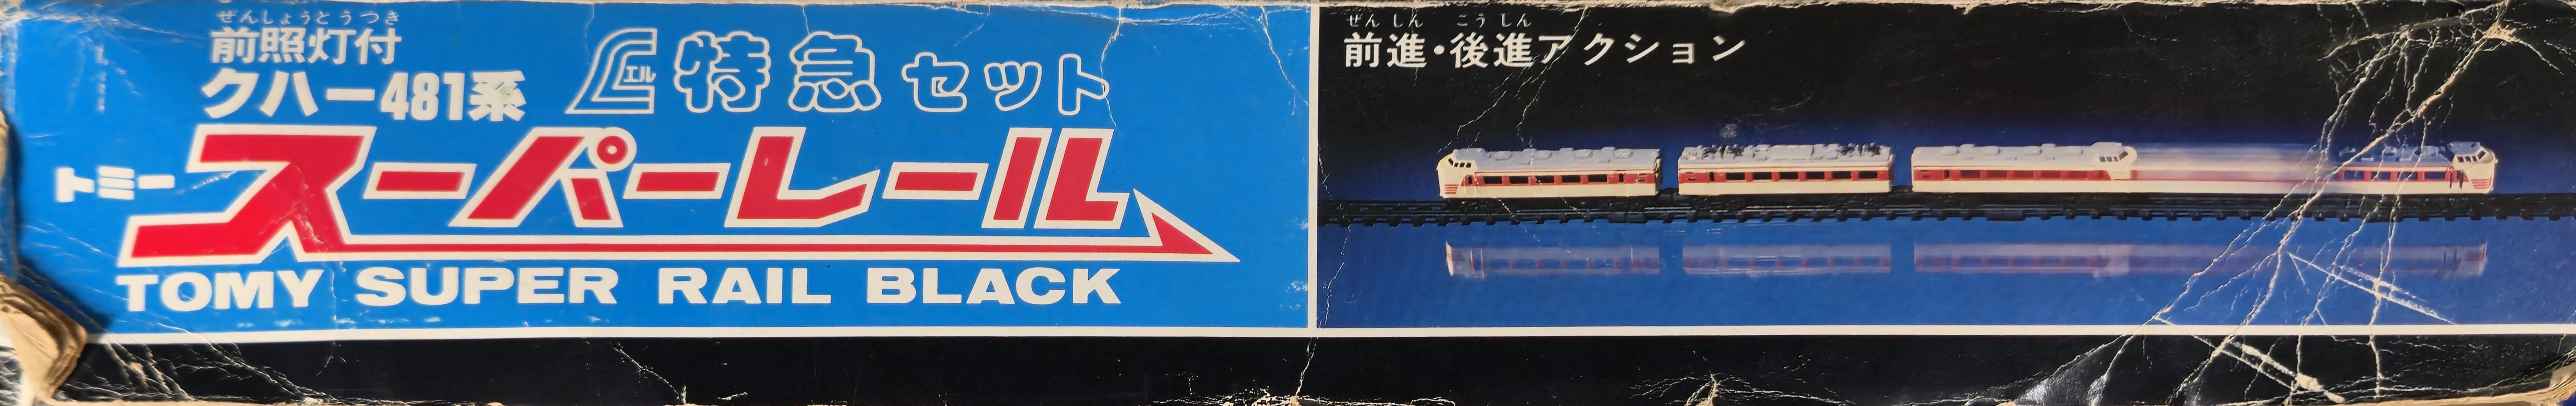 ぜんしょうとうつき
前照灯付
クハー481系
L エル 特急セット
トミー スーパーレール
TOMY SUPER RAIL BLACK
ぜんしん こうしん
前進・後進アクション